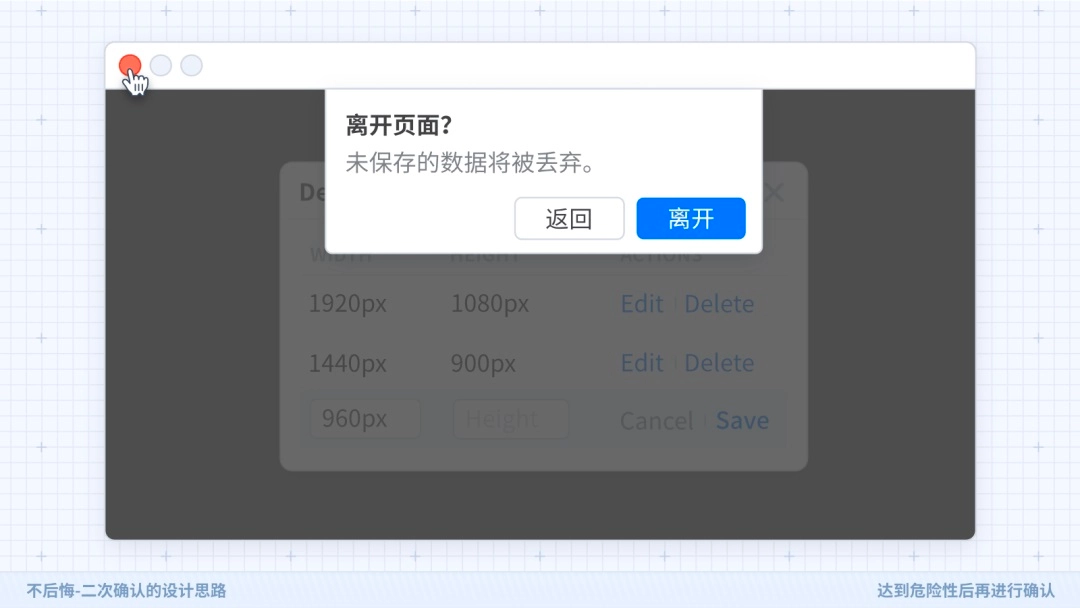 离开页面？
未保存的数据将被丢弃。
返回 离开
De
WIDTH HEIGHT ACTIONS
1920px 1080px Edit Delete
1440px 900px Edit Delete
960px Height Cancel Save
不后悔-二次确认的设计思路
达到危险性后再进行确认